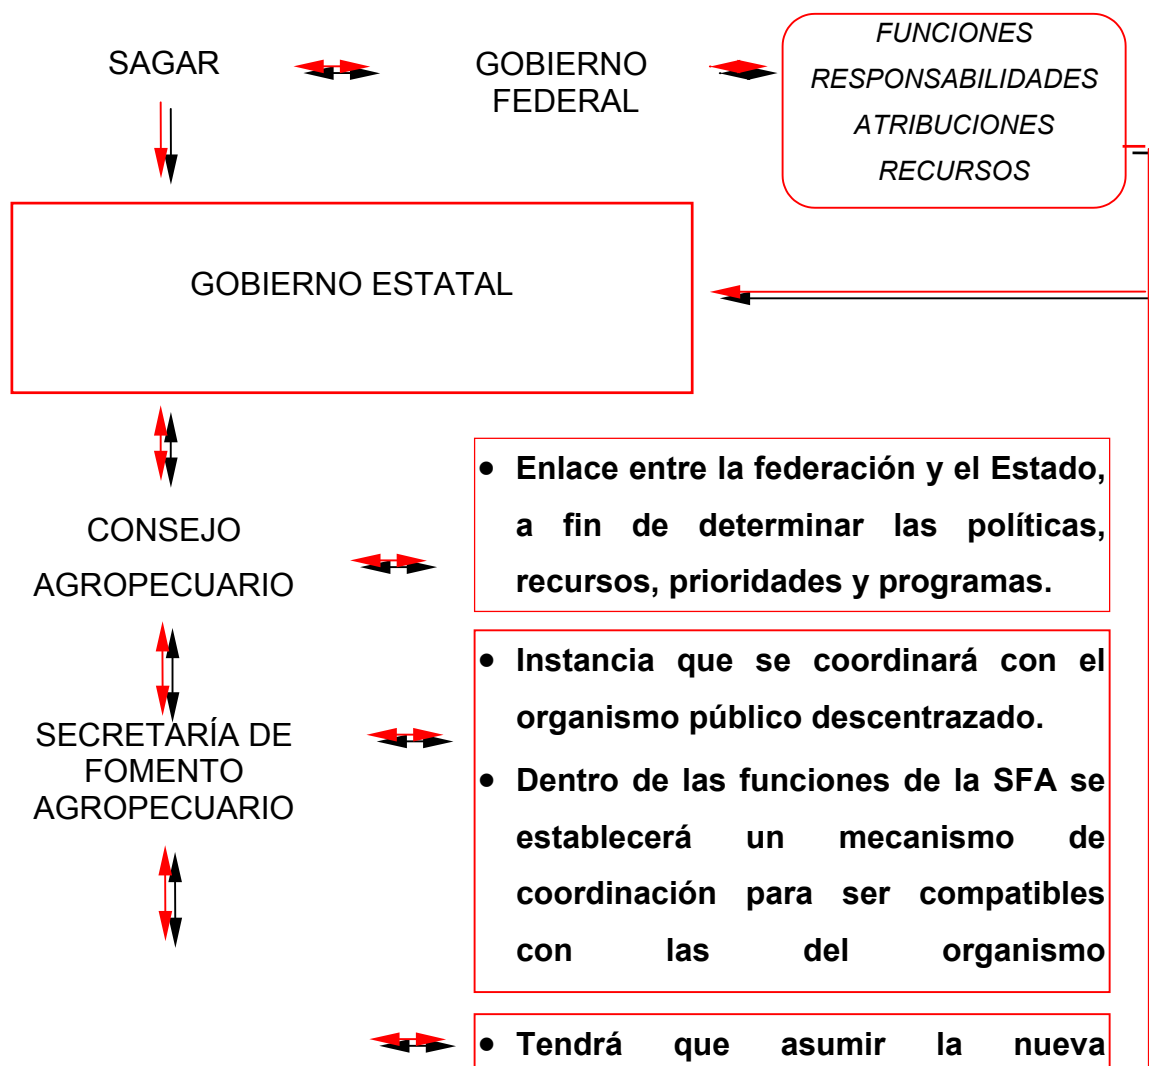 SAGAR
GOBIERNO
FEDERAL
FUNCIONES
RESPONSABILIDADES
ATRIBUCIONES
RECURSOS
GOBIERNO ESTATAL
CONSEJO
AGROPECUARIO
• Enlace entre la federación y el Estado,
a fin de determinar las políticas,
recursos, prioridades y programas.
SECRETARÍA DE
FOMENTO
AGROPECUARIO
• Instancia que se coordinará con el
organismo público descentrazado.
• Dentro de las funciones de la SFA se
establecerá un mecanismo de
coordinación para ser compatibles
con las del organismo
• Tendrá que asumir la nueva